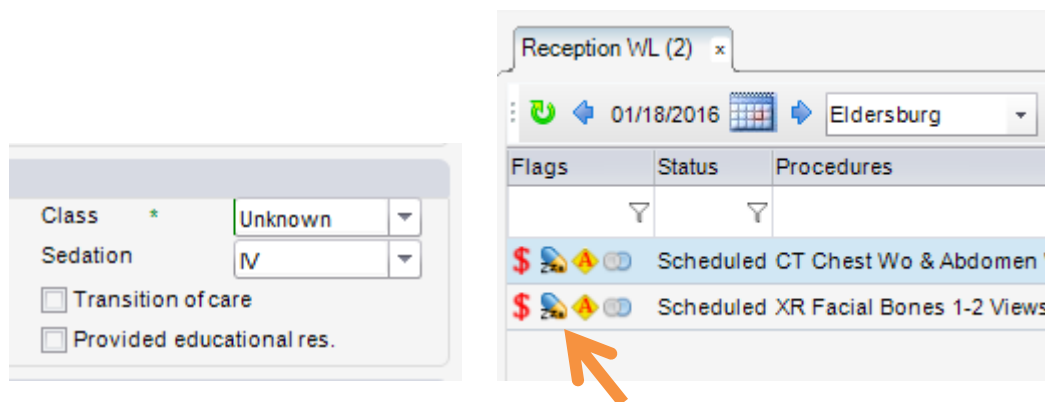 Class * Unknown
Sedation IV
Transition of care
Provided educational res.
Reception WL (2) x
01/18/2016 Eldersburg
Flags Status Procedures
$ A Scheduled CT Chest Wo & Abdomen
$ A Scheduled XR Facial Bones 1-2 Views